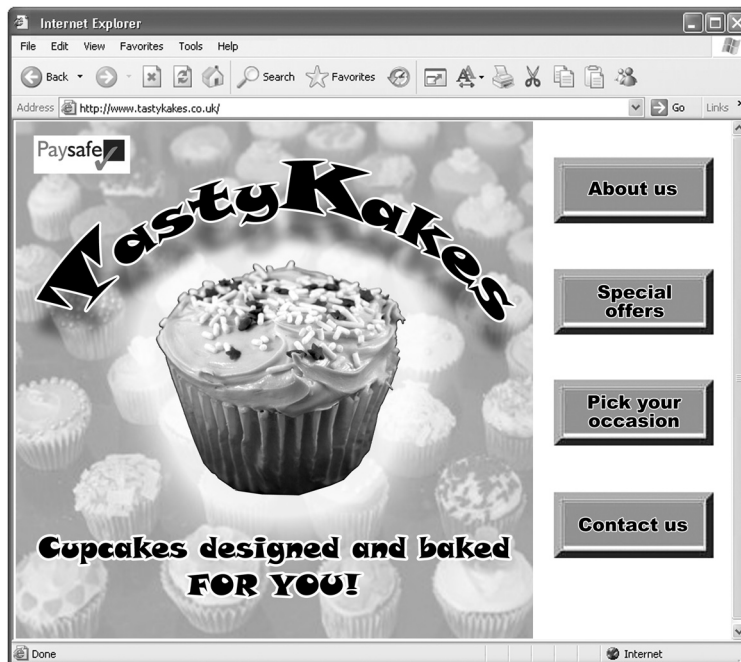 Internet Explorer
File Edit View Favorites Tools Help
Back Search Favorites
Address http://www.tastykakes.co.uk/ Go Links
Paysafe
TastyKakes
About us
Special
offers
Pick your
occasion
Contact us
Cupcakes designed and baked
FOR YOU!
Done Internet